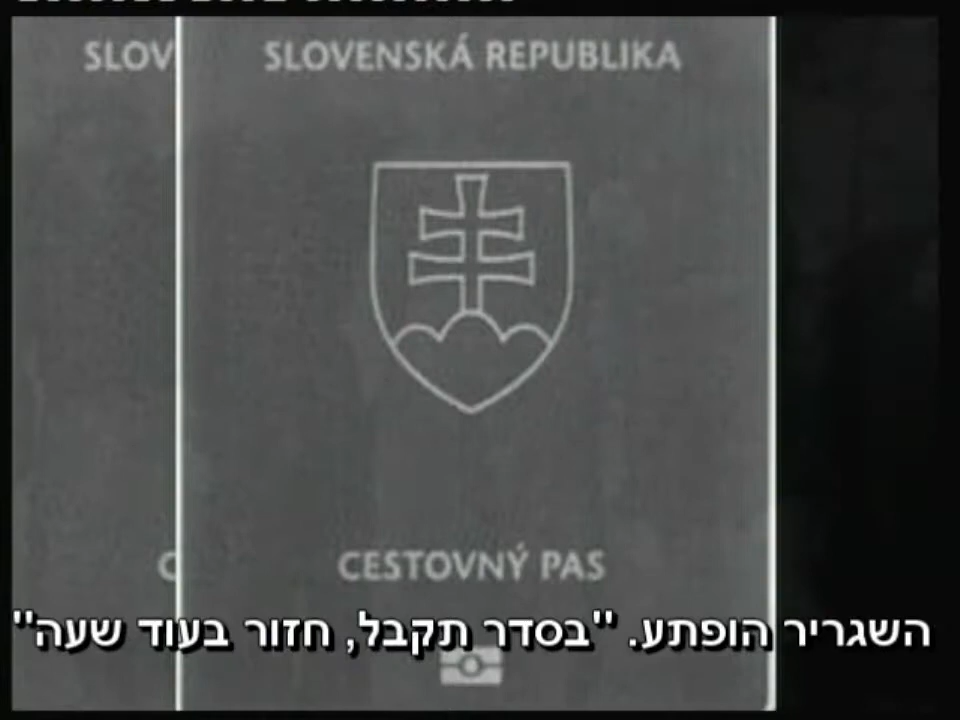 SLOV
SLOVENSKÁ REPUBLIKA
C
CESTOVNÝ PAS
השגריר הופתע. "בסדר תקבל, חזור בעוד שעה"